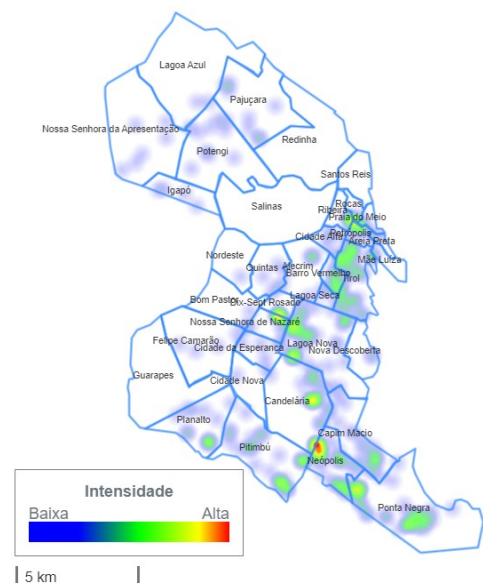 Lagoa Azul
Pajuçara
Nossa Senhora da Apresentação
Redinha
Potengi
Santos Reis
Igapó
Salinas
Rocas
Ribeira
Praia do Meio
Petrópolis
Cidade Alta
Areia Preta
Nordeste
Mãe Luíza
Quintas
Alecrim
Barro Vermelho
Tirol
Bom Pastor
Dix-Sept Rosado
Lagoa Seca
Nossa Senhora de Nazaré
Felipe Camarão
Cidade da Esperança
Lagoa Nova
Nova Descoberta
Guarapes
Cidade Nova
Candelária
Planalto
Capim Macio
Pitimbú
Neópolis
Ponta Negra
Intensidade
Baixa Alta
5 km